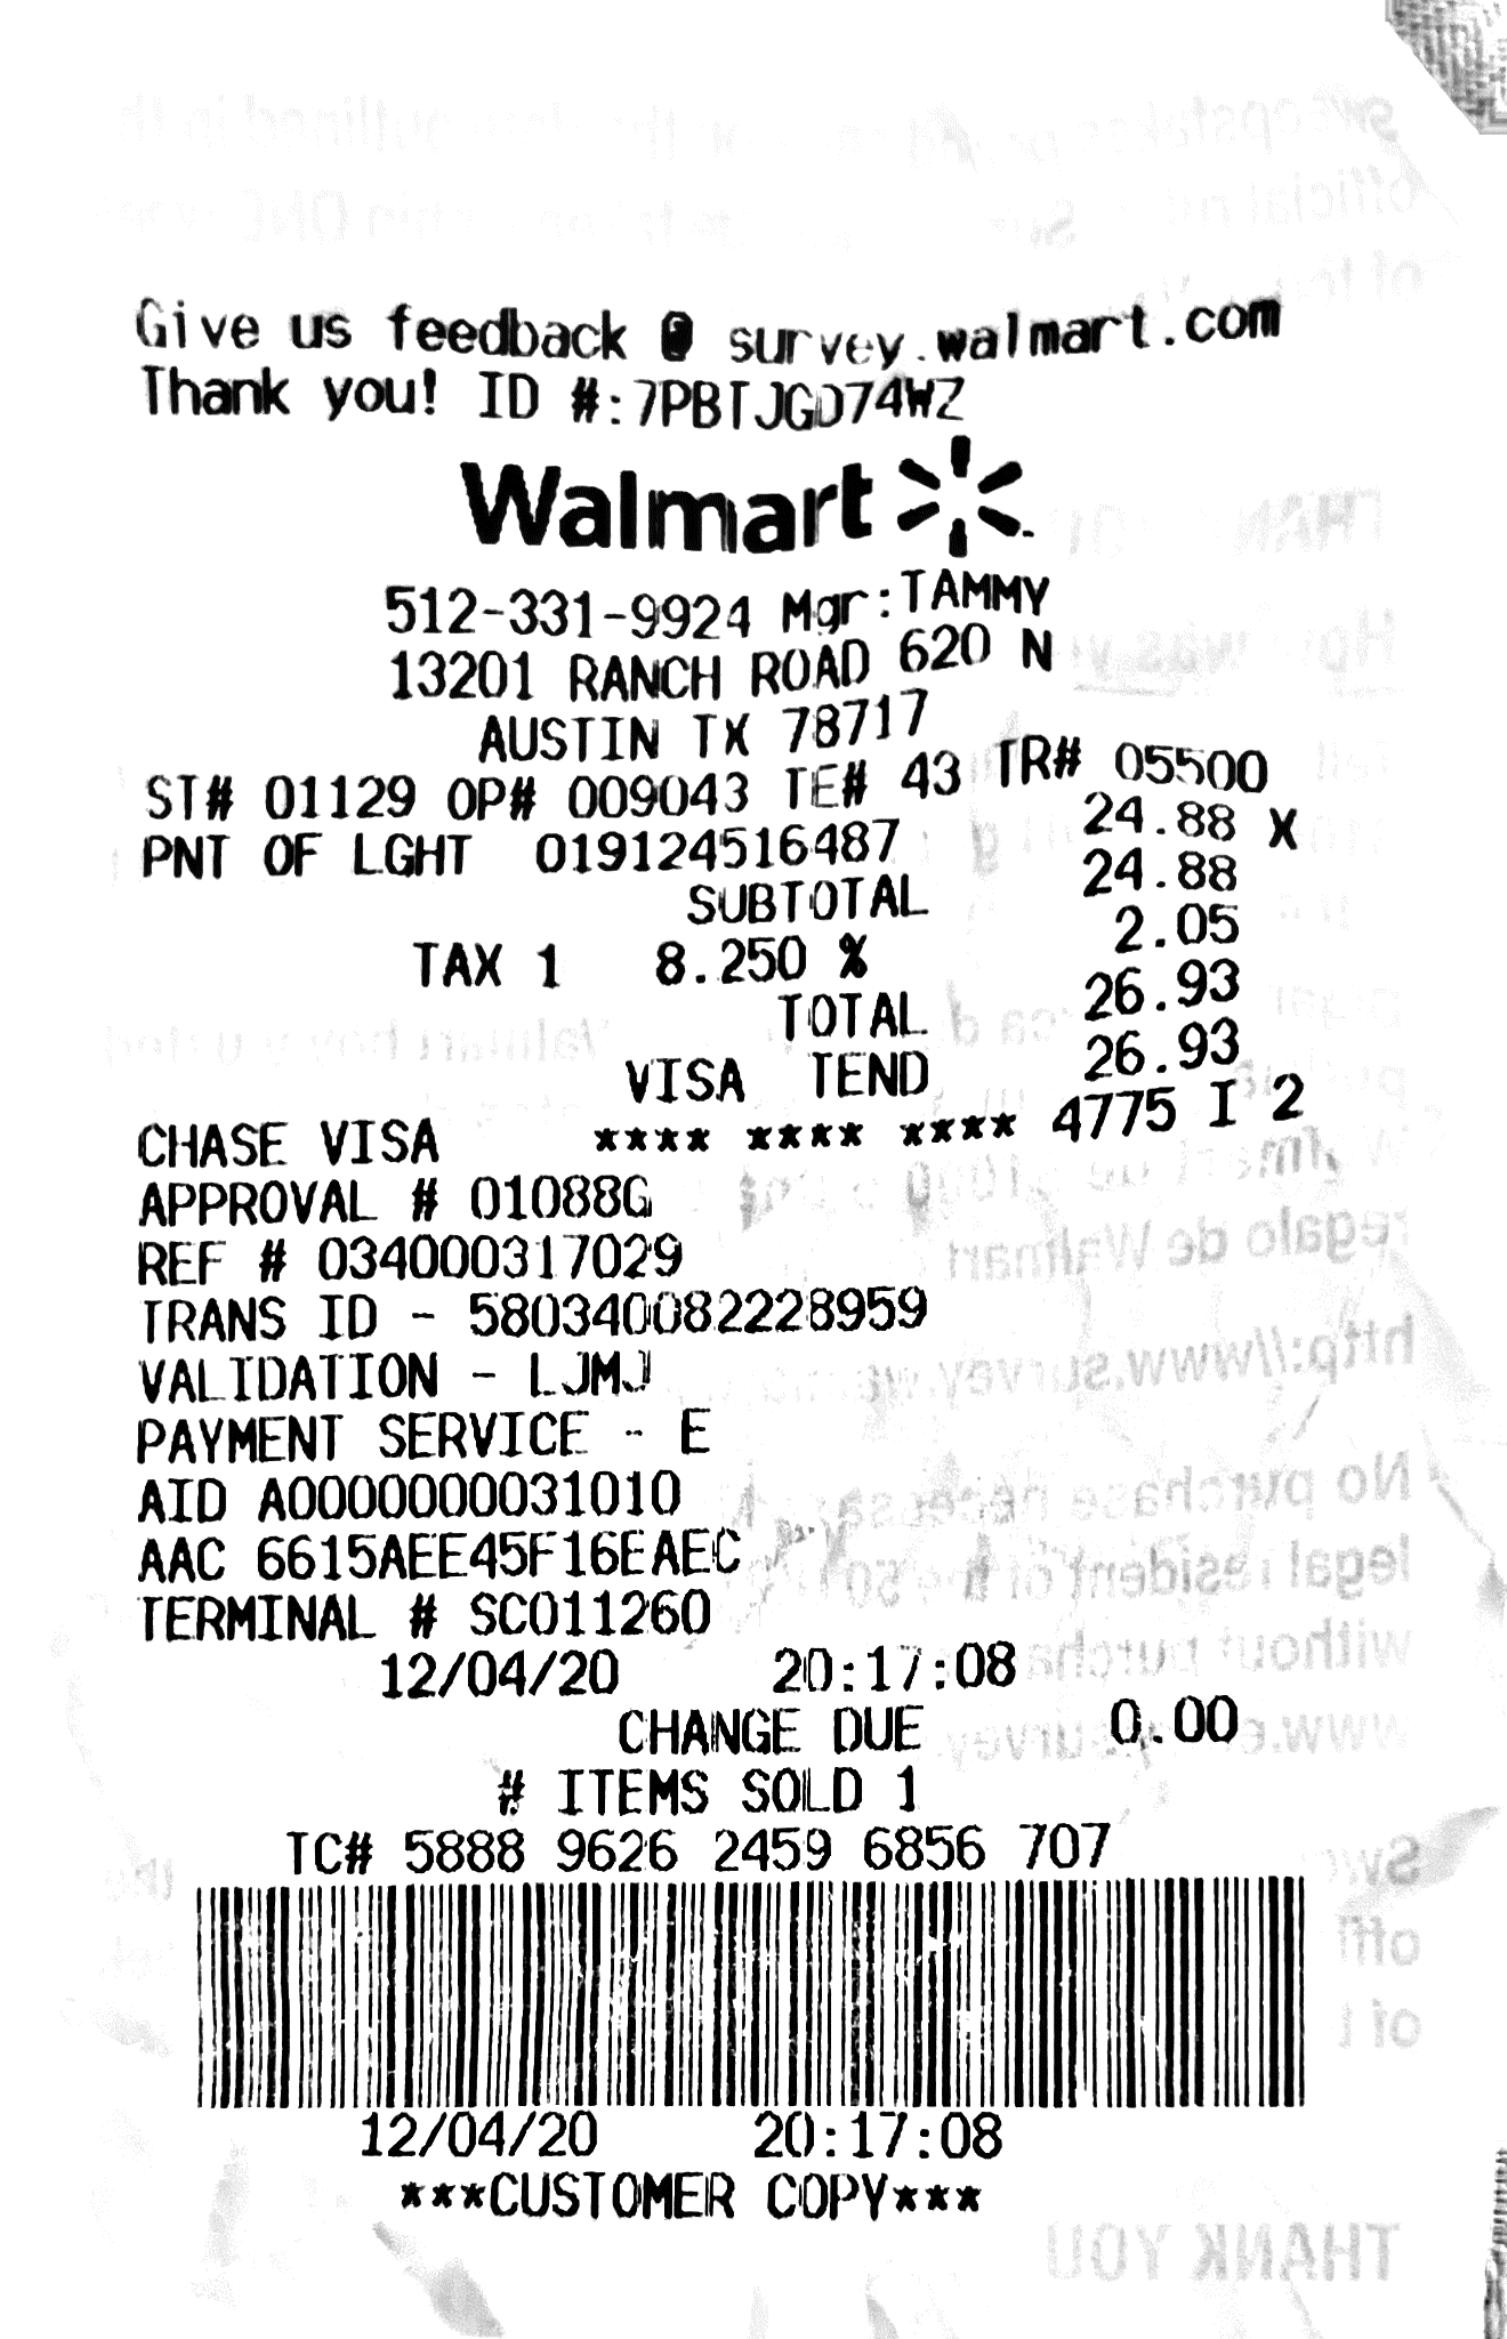 Give us feedback @ survey.walmart.com
Thank you! ID #:7PBTJGD74WZ
Walmart
512-331-9924 Mgr:TAMMY
13201 RANCH ROAD 620 N
AUSTIN TX 78717
ST# 01129 OP# 009043 TE# 43 TR# 05500
PNT OF LGHT 019124516487 24.88 X
SUBTOTAL 24.88
TAX 1 8.250 % 2.05
TOTAL 26.93
VISA TEND 26.93
CHASE VISA **** **** **** 4775 I 2
APPROVAL # 01088G
REF # 034000317029
TRANS ID - 580340082228959
VALIDATION - LJMJ
PAYMENT SERVICE - E
AID A0000000031010
AAC 6615AEE45F16EAEC
TERMINAL # SC011260
12/04/20 20:17:08
CHANGE DUE 0.00
# ITEMS SOLD 1
TC# 5888 9626 2459 6856 707
12/04/20 20:17:08
***CUSTOMER COPY***
THANK YOU